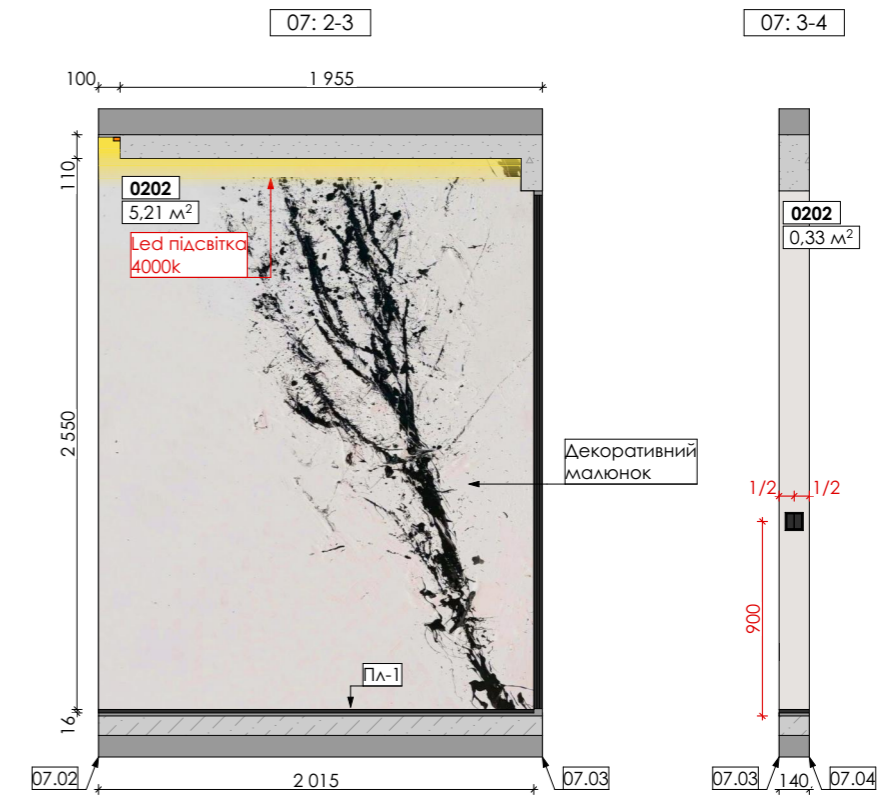 07: 2-3
07: 3-4
100
1 955
110
0202
5,21 м²
Led підсвітка
4000k
0202
0,33 м²
2 550
Декоративний
малюнок
1/2
1/2
900
Пл-1
16
07.02
2 015
07.03
07.03
140
07.04